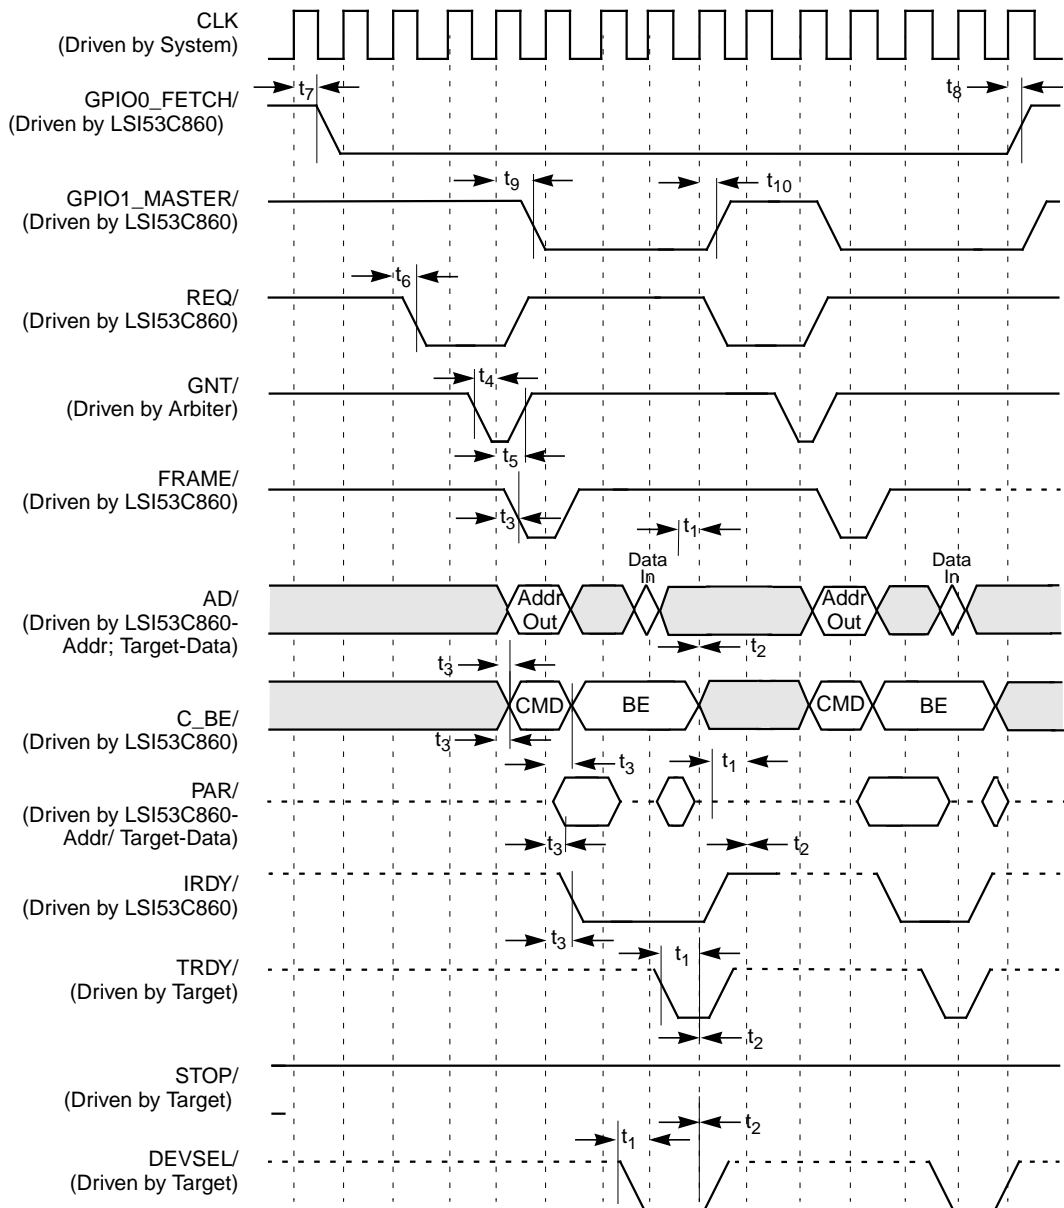 CLK
(Driven by System)
t7
t8
GPIO0_FETCH/
(Driven by LSI53C860)
t9
t10
GPIO1_MASTER/
(Driven by LSI53C860)
t6
REQ/
(Driven by LSI53C860)
t4
GNT/
(Driven by Arbiter)
t5
FRAME/
(Driven by LSI53C860)
t3
t1
Data
In
Data
In
AD/
(Driven by LSI53C860-
Addr; Target-Data)
Addr
Out
Addr
Out
t2
t3
C_BE/
(Driven by LSI53C860)
CMD
BE
CMD
BE
t3
t3
t1
PAR/
(Driven by LSI53C860-
Addr/ Target-Data)
t3
t2
IRDY/
(Driven by LSI53C860)
t3
t1
TRDY/
(Driven by Target)
t2
STOP/
(Driven by Target)
t2
t1
DEVSEL/
(Driven by Target)